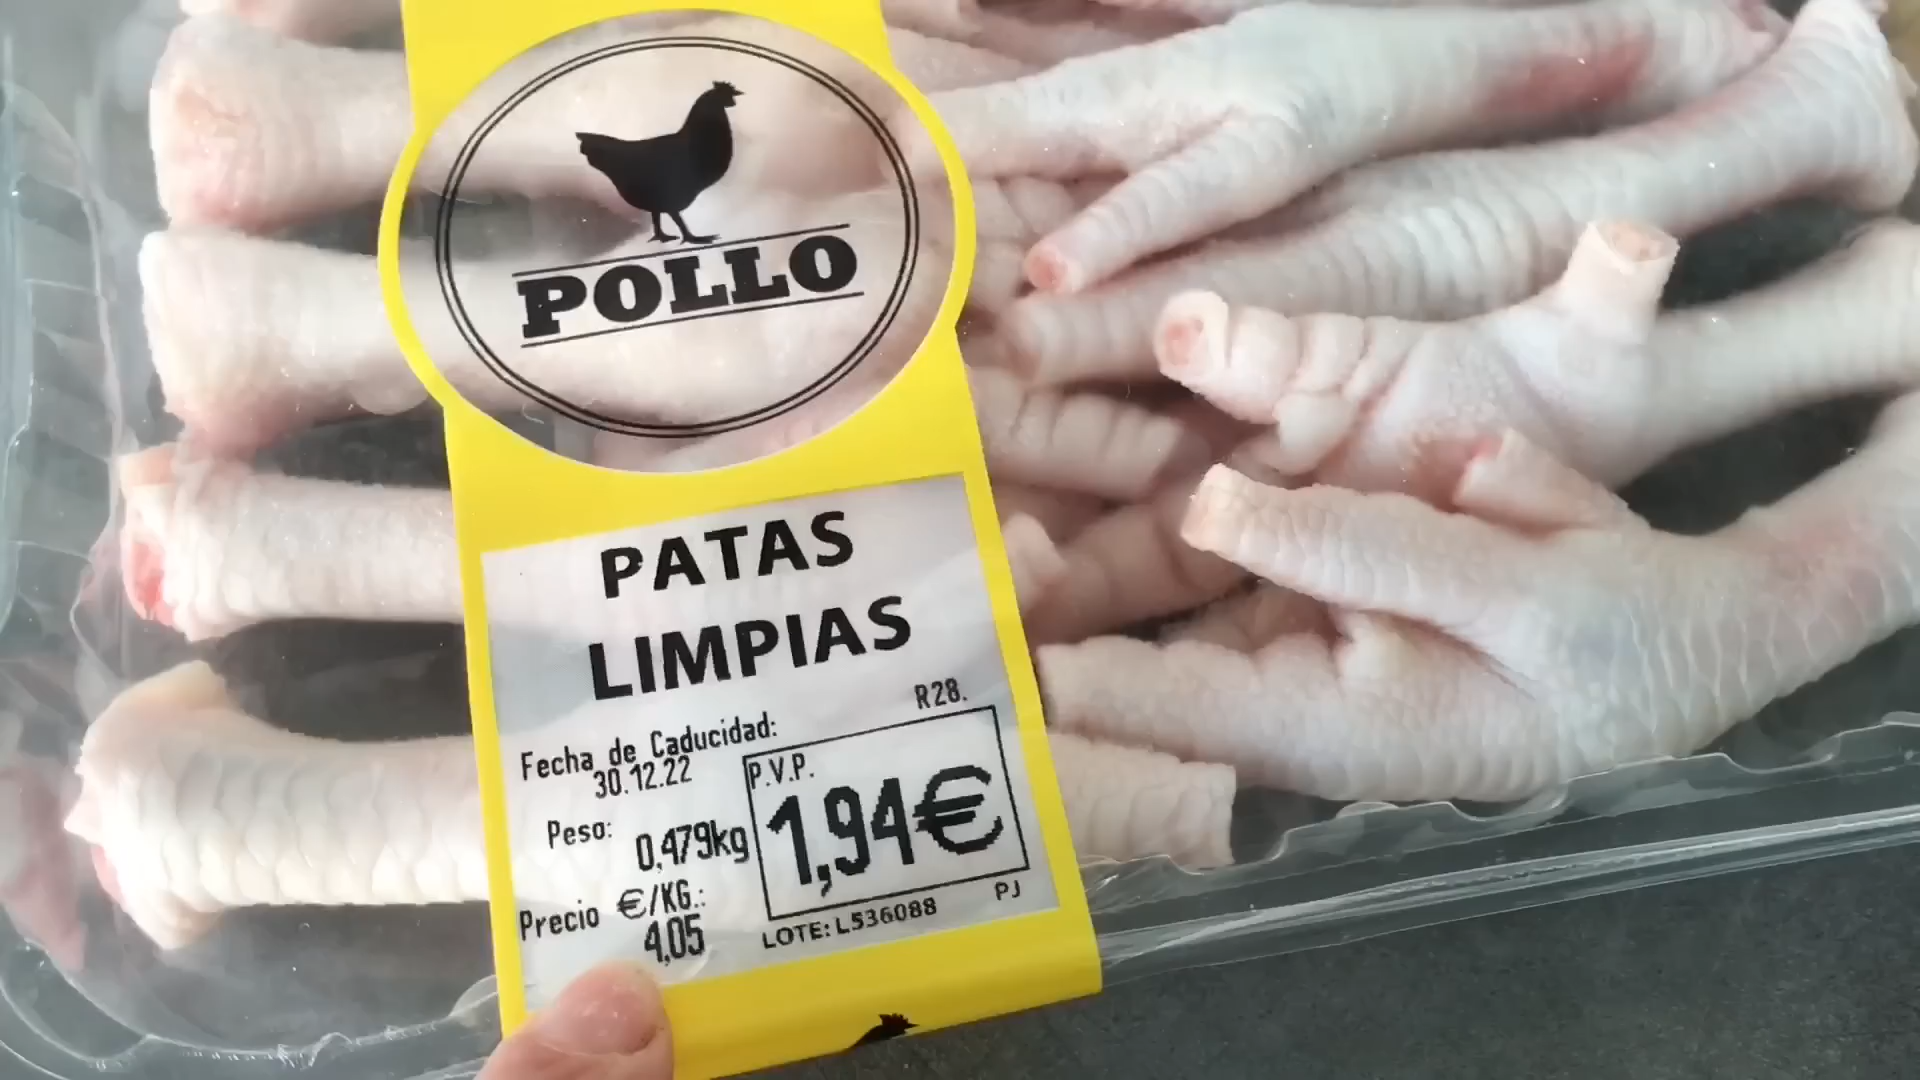 POLLO
PATAS
LIMPIAS
R28.
Fecha de Caducidad:
30.12.22
P.V.P.
1,94€
Peso:
0,479kg
Precio €/KG.:
4,05
LOTE: L536088
PJ